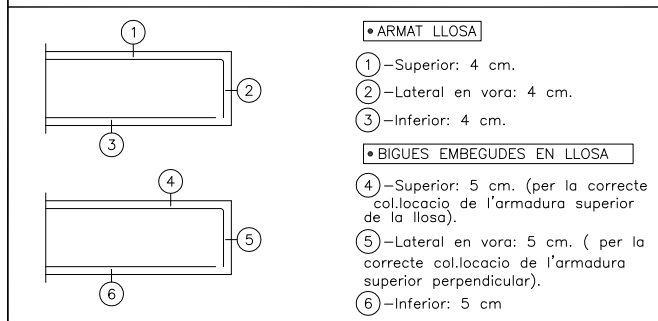 • ARMAT LLOSA
1 -Superior: 4 cm.
2 -Lateral en vora: 4 cm.
3 -Inferior: 4 cm.
• BIGUES EMBEGUDES EN LLOSA
4 -Superior: 5 cm. (per la correcte
col.locacio de l'armadura superior
de la llosa).
5 -Lateral en vora: 5 cm. ( per la
correcte col.locacio de l'armadura
superior perpendicular).
6 -Inferior: 5 cm
1
2
3
4
5
6